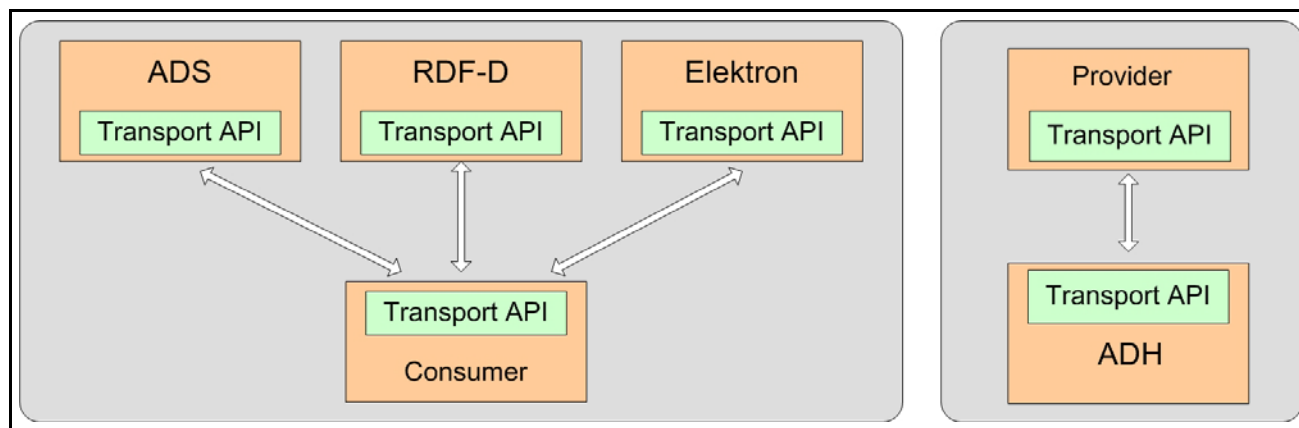 ADS
Transport API
RDF-D
Transport API
Elektron
Transport API
Transport API
Consumer
Provider
Transport API
Transport API
ADH